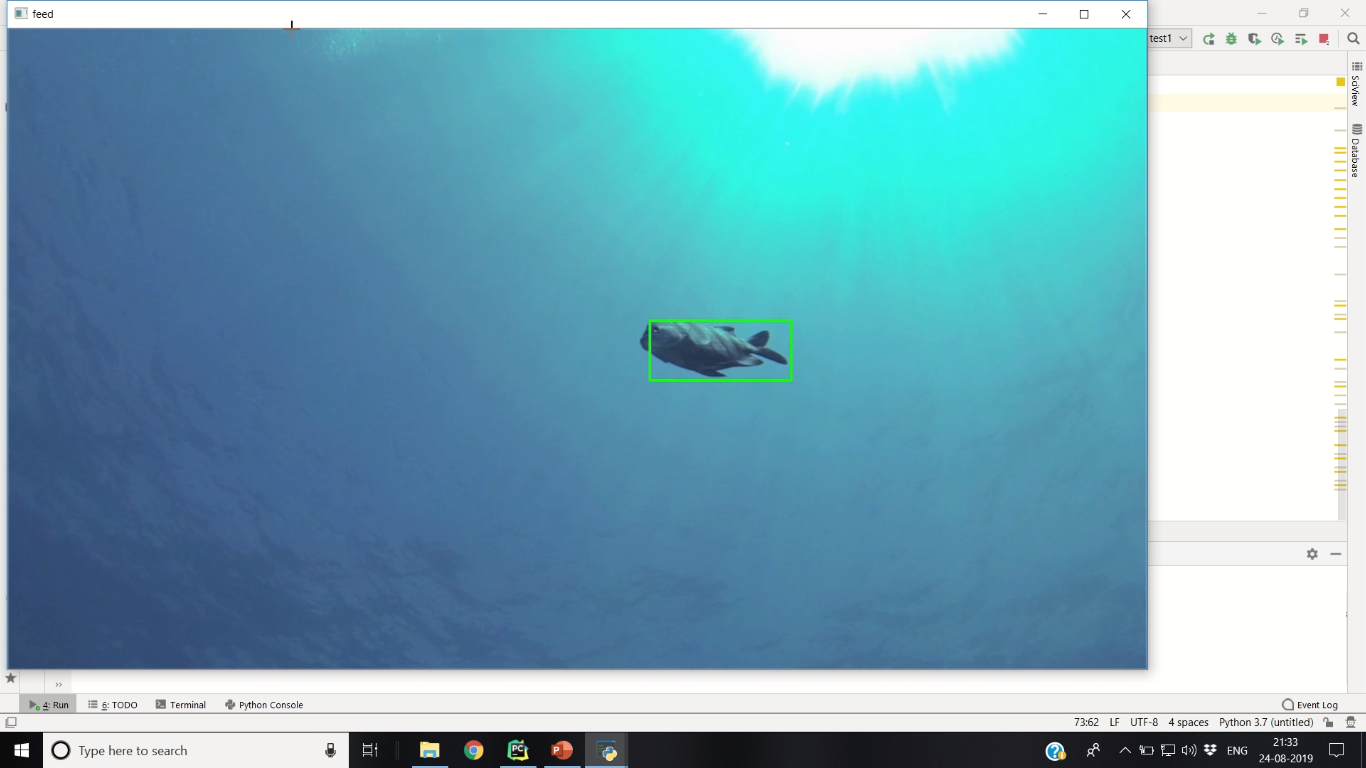 feed
test1
SciView
Database
»
4: Run
6: TODO
Terminal
Python Console
Event Log
73:62 LF UTF-8 4 spaces Python 3.7 (untitled)
Type here to search
PC
P
ENG
21:33
24-08-2019